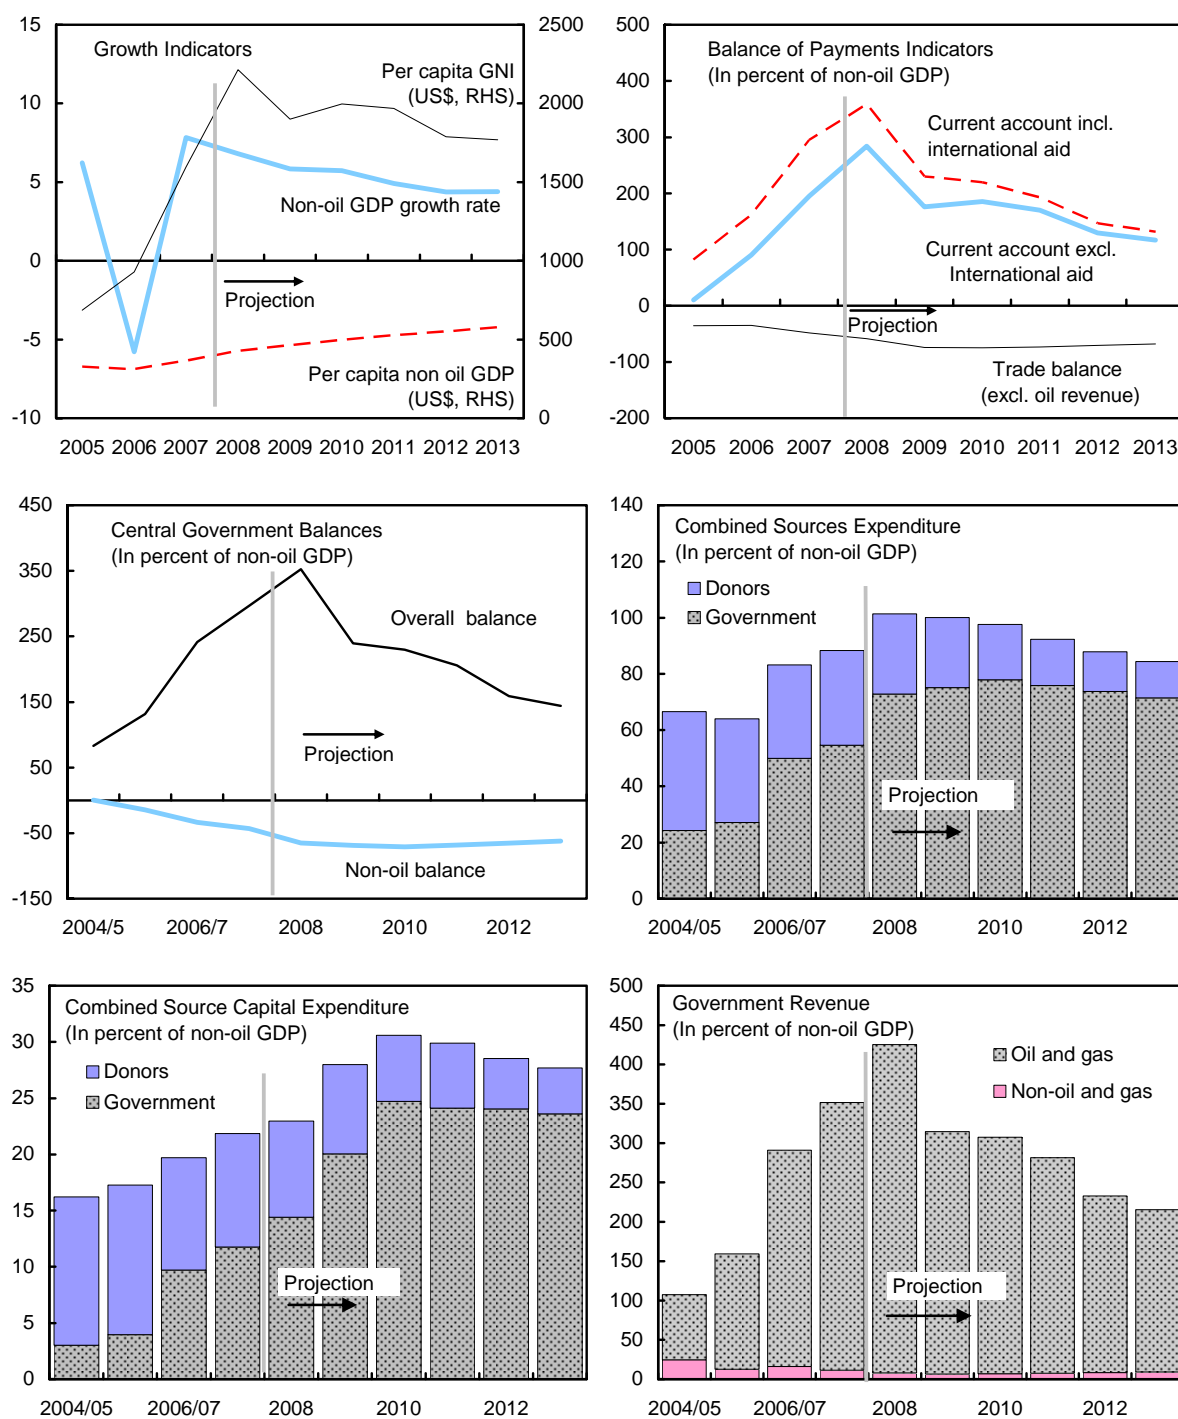 Growth Indicators
Per capita GNI
(US$, RHS)
Non-oil GDP growth rate
Projection
Per capita non oil GDP
(US$, RHS)
15
10
5
0
-5
-10
2500
2000
1500
1000
500
0
2005 2006 2007 2008 2009 2010 2011 2012 2013
Balance of Payments Indicators
(In percent of non-oil GDP)
Current account incl.
international aid
Current account excl.
International aid
Projection
Trade balance
(excl. oil revenue)
500
400
300
200
100
0
-100
-200
2005 2006 2007 2008 2009 2010 2011 2012 2013
Central Government Balances
(In percent of non-oil GDP)
Overall balance
Projection
Non-oil balance
450
350
250
150
50
-50
-150
2004/5 2006/7 2008 2010 2012
Combined Sources Expenditure
(In percent of non-oil GDP)
Donors
Government
Projection
140
120
100
80
60
40
20
0
2004/05 2006/07 2008 2010 2012
Combined Source Capital Expenditure
(In percent of non-oil GDP)
Donors
Government
Projection
35
30
25
20
15
10
5
0
2004/05 2006/07 2008 2010 2012
Government Revenue
(In percent of non-oil GDP)
Oil and gas
Non-oil and gas
Projection
500
450
400
350
300
250
200
150
100
50
0
2004/05 2006/07 2008 2010 2012